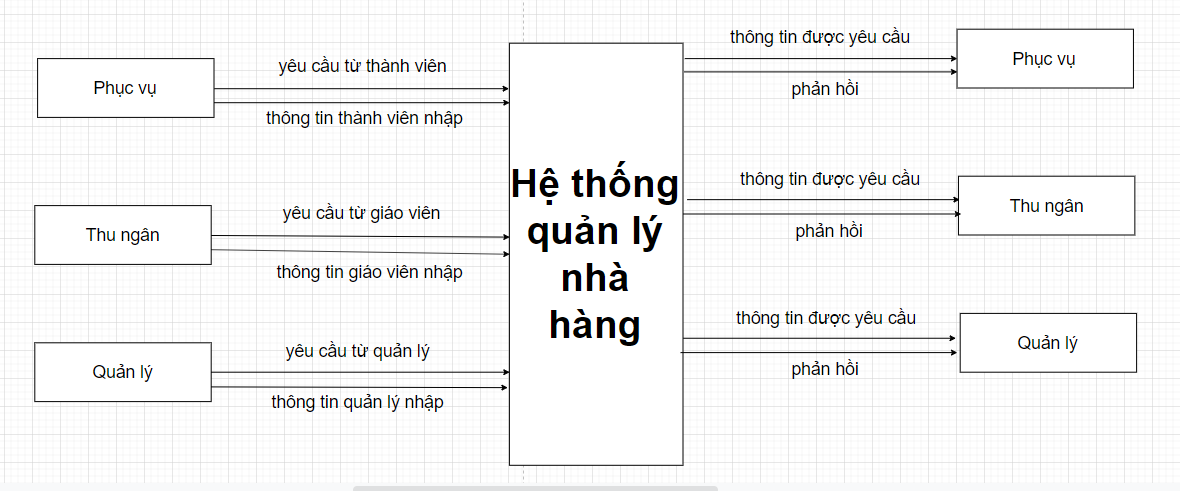 Phục vụ
yêu cầu từ thành viên
thông tin thành viên nhập
Thu ngân
yêu cầu từ giáo viên
thông tin giáo viên nhập
Quản lý
yêu cầu từ quản lý
thông tin quản lý nhập
Hệ thống
quản lý
nhà
hàng
thông tin được yêu cầu
phản hồi
Phục vụ
thông tin được yêu cầu
phản hồi
Thu ngân
thông tin được yêu cầu
phản hồi
Quản lý